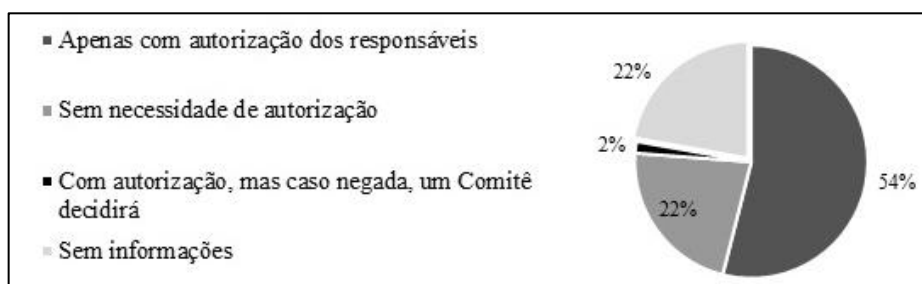 Apenas com autorização dos responsáveis
Sem necessidade de autorização
Com autorização, mas caso negada, um Comitê
decidirá
Sem informações
22%
2%
22%
54%